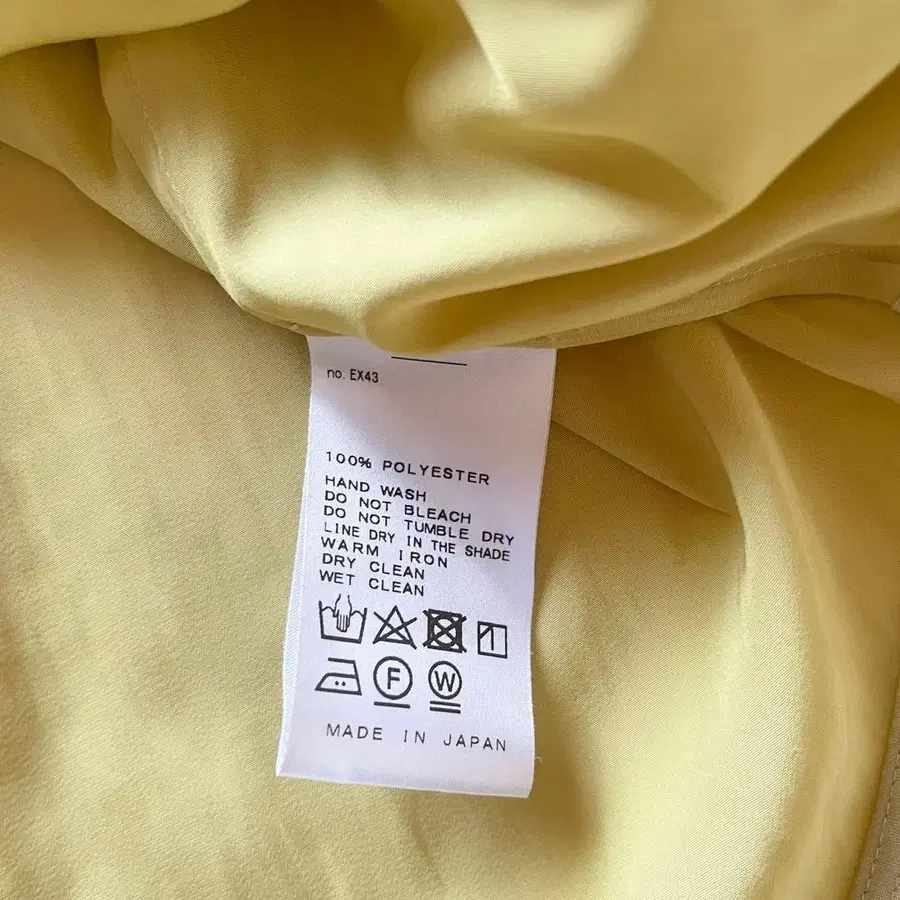 no. EX43
100% POLYESTER
HAND WASH
DO NOT BLEACH
DO NOT TUMBLE DRY
LINE DRY IN THE SHADE
WARM IRON
DRY CLEAN
WET CLEAN
F W
MADE IN JAPAN